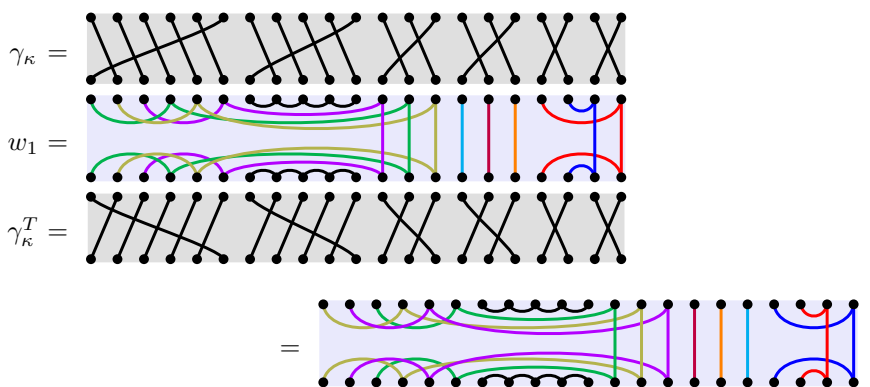 γ_κ =
w_1 =
γ_κ^T =
=